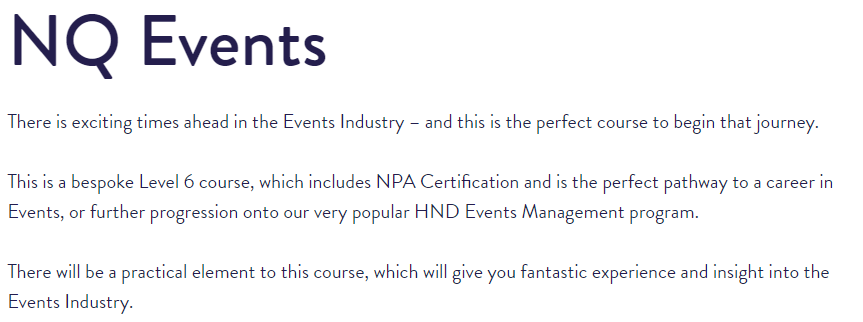 NQ Events
There is exciting times ahead in the Events Industry – and this is the perfect course to begin that journey.
This is a bespoke Level 6 course, which includes NPA Certification and is the perfect pathway to a career in
Events, or further progression onto our very popular HND Events Management program.
There will be a practical element to this course, which will give you fantastic experience and insight into the
Events Industry.